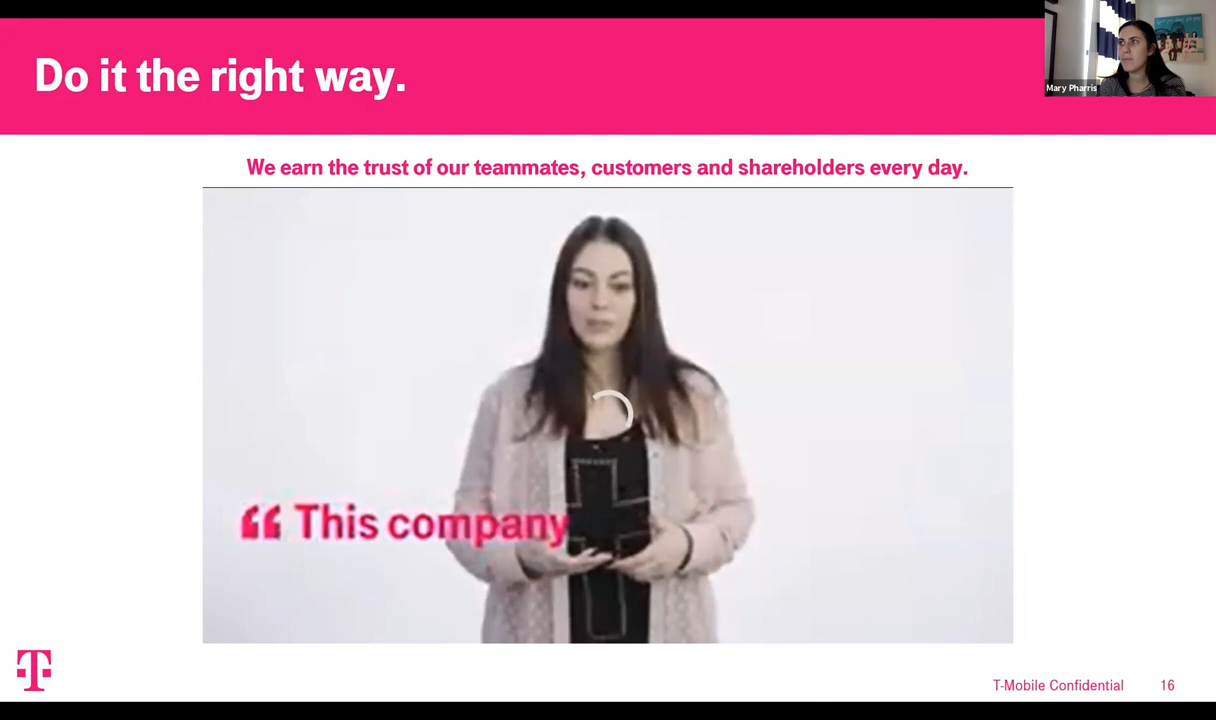 Do it the right way.
Mary Pharris
We earn the trust of our teammates, customers and shareholders every day.
“ This company
T
T-Mobile Confidential 16